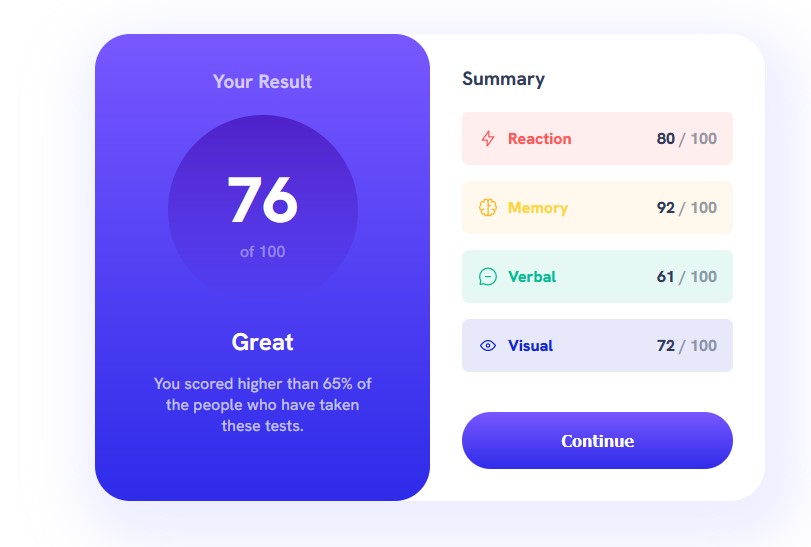 Your Result
76
of 100
Great
You scored higher than 65% of
the people who have taken
these tests.
Summary
Reaction 80 / 100
Memory 92 / 100
Verbal 61 / 100
Visual 72 / 100
Continue